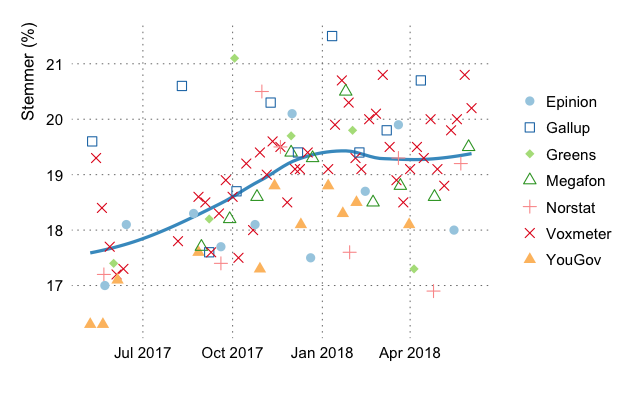 Stemmer (%)
21
20
19
18
17
Jul 2017
Oct 2017
Jan 2018
Apr 2018
Epinion
Gallup
Greens
Megafon
Norstat
Voxmeter
YouGov